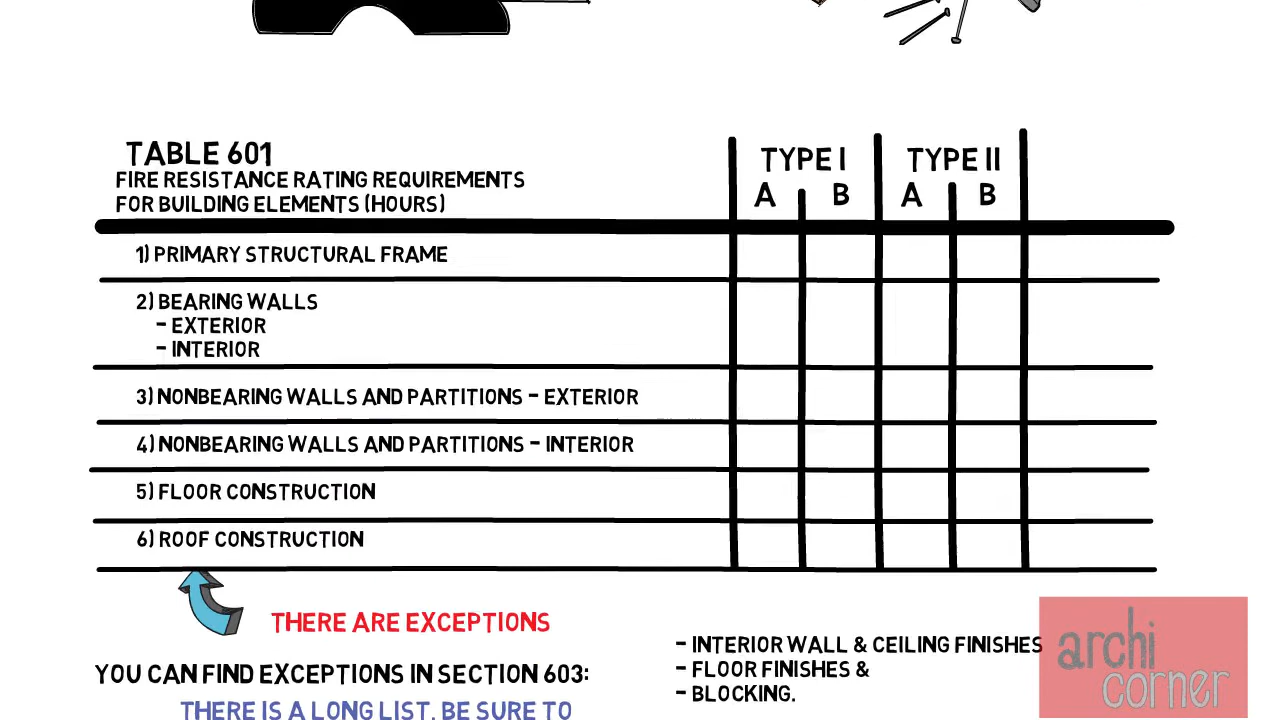 TABLE 601
FIRE RESISTANCE RATING REQUIREMENTS
FOR BUILDING ELEMENTS (HOURS)
TYPE I
TYPE II
A B A B
1) PRIMARY STRUCTURAL FRAME
2) BEARING WALLS
- EXTERIOR
- INTERIOR
3) NONBEARING WALLS AND PARTITIONS - EXTERIOR
4) NONBEARING WALLS AND PARTITIONS - INTERIOR
5) FLOOR CONSTRUCTION
6) ROOF CONSTRUCTION
THERE ARE EXCEPTIONS
YOU CAN FIND EXCEPTIONS IN SECTION 603:
THERE IS A LONG LIST, BE SURE TO
- INTERIOR WALL & CEILING FINISHES
- FLOOR FINISHES &
- BLOCKING.
archi
corner